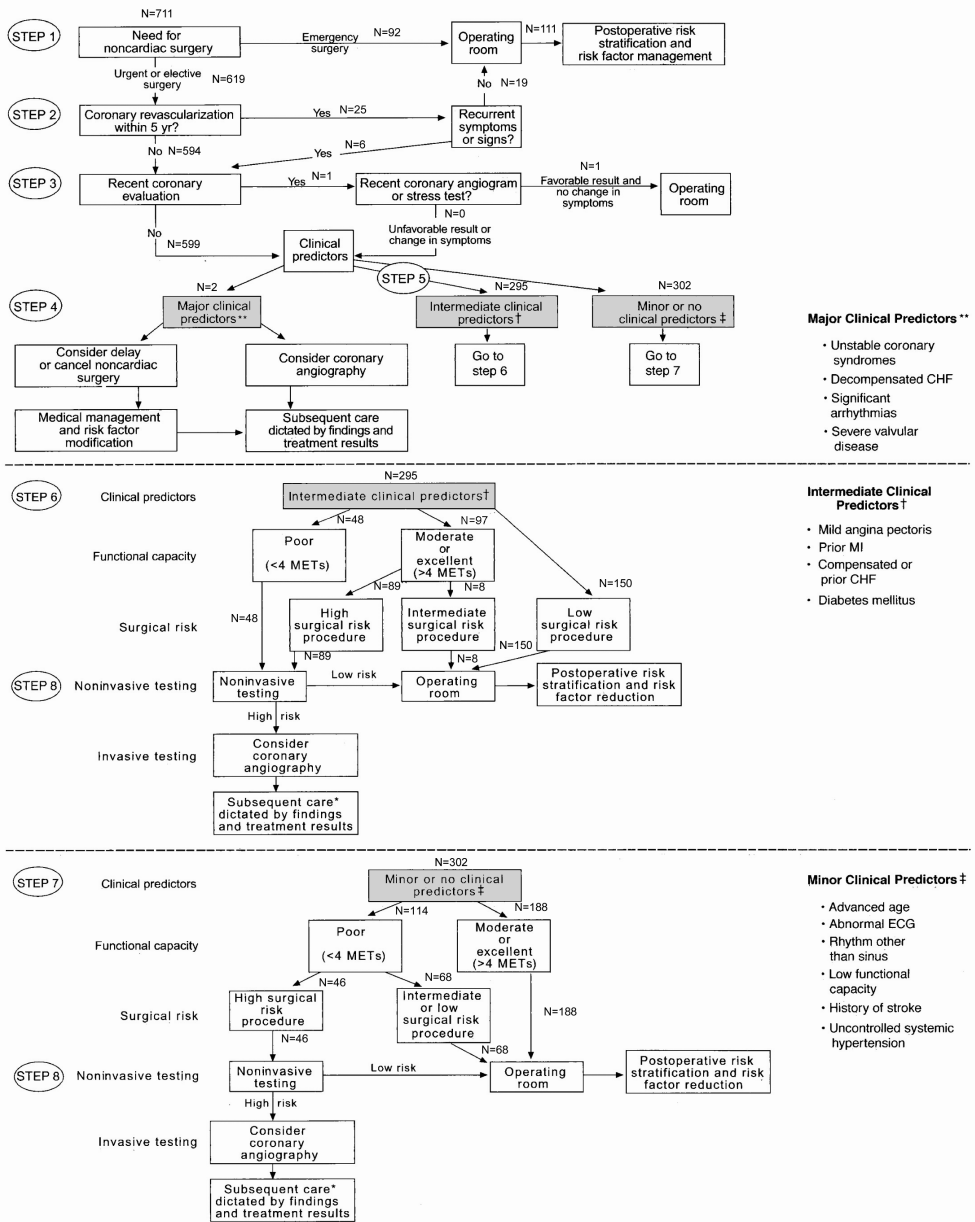 N=711
STEP 1
Need for
noncardiac surgery
Emergency
surgery
N=92
Operating
room
N=111
Postoperative risk
stratification and
risk factor management
Urgent or elective
surgery
N=619
No
N=19
STEP 2
Coronary revascularization
within 5 yr?
Yes
N=25
Recurrent
symptoms
or signs?
No
N=594
Yes
N=6
STEP 3
Recent coronary
evaluation
Yes
N=1
Recent coronary angiogram
or stress test?
N=1
Favorable result and
no change in
symptoms
Operating
room
No
N=599
N=0
Unfavorable result or
change in symptoms
Clinical
predictors
STEP 5
STEP 4
N=2
Major clinical
predictors**
N=295
Intermediate clinical
predictors†
N=302
Minor or no
clinical predictors‡
Consider delay
or cancel noncardiac
surgery
Consider coronary
angiography
Go to
step 6
Go to
step 7
Medical management
and risk factor
modification
Subsequent care
dictated by findings and
treatment results
Major Clinical Predictors**
• Unstable coronary
syndromes
• Decompensated CHF
• Significant
arrhythmias
• Severe valvular
disease
STEP 6
Clinical predictors
N=295
Intermediate clinical predictors†
N=48
N=97
Functional capacity
Poor
(<4 METs)
Moderate
or
excellent
(>4 METs)
N=89
N=8
N=150
N=48
Surgical risk
High
surgical risk
procedure
Intermediate
surgical risk
procedure
Low
surgical risk
procedure
N=89
N=8
N=150
STEP 8
Noninvasive testing
Noninvasive
testing
Low risk
Operating
room
Postoperative risk
stratification and risk
factor reduction
High risk
Invasive testing
Consider
coronary
angiography
Subsequent care*
dictated by findings
and treatment results
Intermediate Clinical
Predictors†
• Mild angina pectoris
• Prior MI
• Compensated or
prior CHF
• Diabetes mellitus
STEP 7
Clinical predictors
N=302
Minor or no clinical
predictors‡
N=114
N=188
Functional capacity
Poor
(<4 METs)
Moderate
or
excellent
(>4 METs)
N=46
N=68
Surgical risk
High surgical
risk
procedure
Intermediate
or low
surgical risk
procedure
N=188
N=46
N=68
STEP 8
Noninvasive testing
Noninvasive
testing
Low risk
Operating
room
Postoperative risk
stratification and risk
factor reduction
High risk
Invasive testing
Consider
coronary
angiography
Subsequent care*
dictated by findings
and treatment results
Minor Clinical Predictors‡
• Advanced age
• Abnormal ECG
• Rhythm other
than sinus
• Low functional
capacity
• History of stroke
• Uncontrolled systemic
hypertension